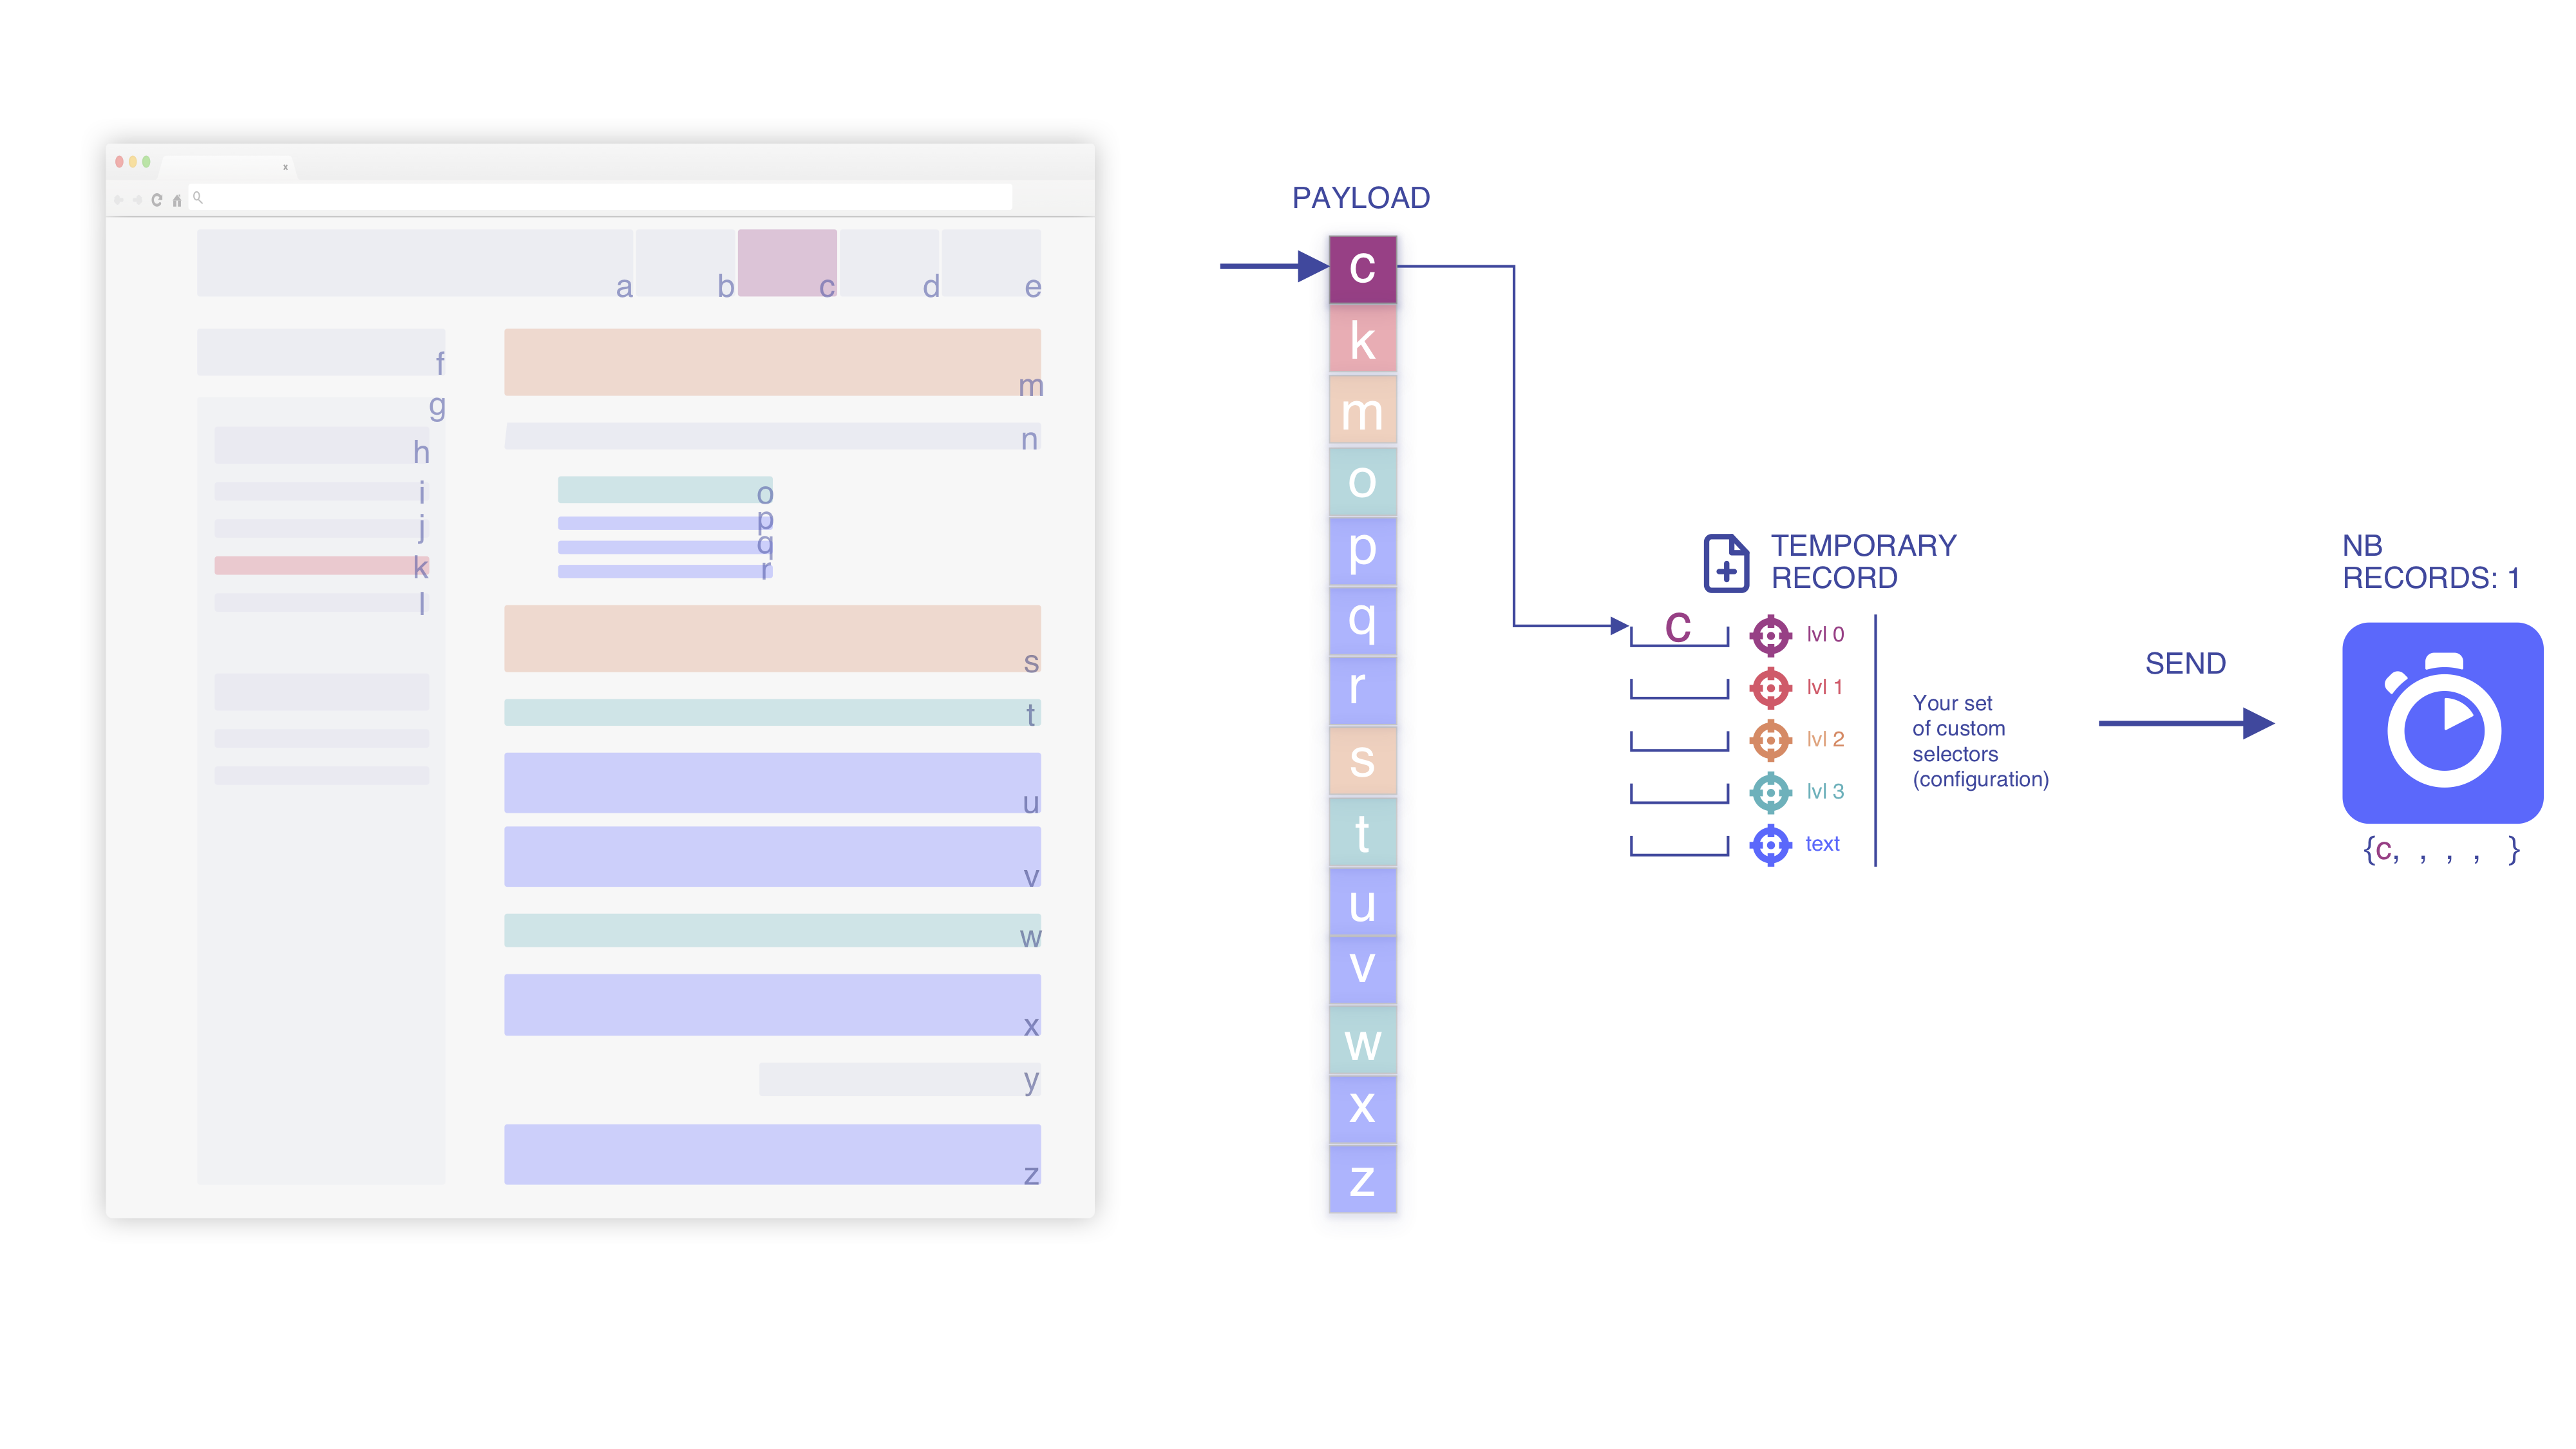 x
a
b
c
d
e
f
g
h
i
j
k
l
m
n
o
p
q
r
s
t
u
v
w
x
y
z
PAYLOAD
c
k
m
o
p
q
r
s
t
u
v
w
x
z
TEMPORARY
RECORD
c
lvl 0
lvl 1
lvl 2
lvl 3
text
Your set
of custom
selectors
(configuration)
SEND
NB
RECORDS: 1
{c, , , , }